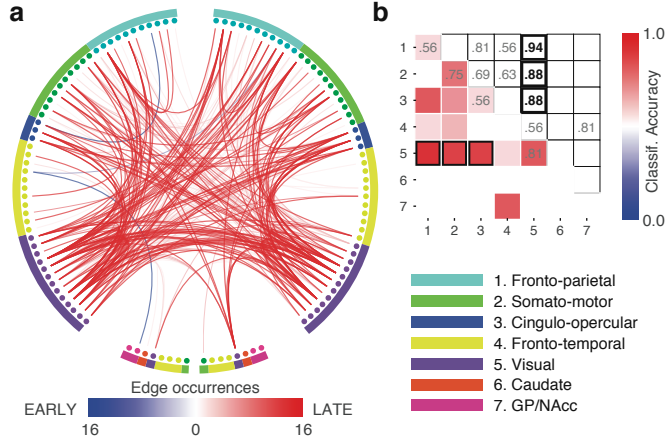 a
Edge occurrences
EARLY
LATE
16
0
16
b
1
.56
.81
.56
.94
2
.75
.69
.63
.88
3
.56
.88
4
.56
.81
5
.81
6
7
1 2 3 4 5 6 7
1.0
Classif. Accuracy
0.0
1. Fronto-parietal
2. Somato-motor
3. Cingulo-opercular
4. Fronto-temporal
5. Visual
6. Caudate
7. GP/NAcc